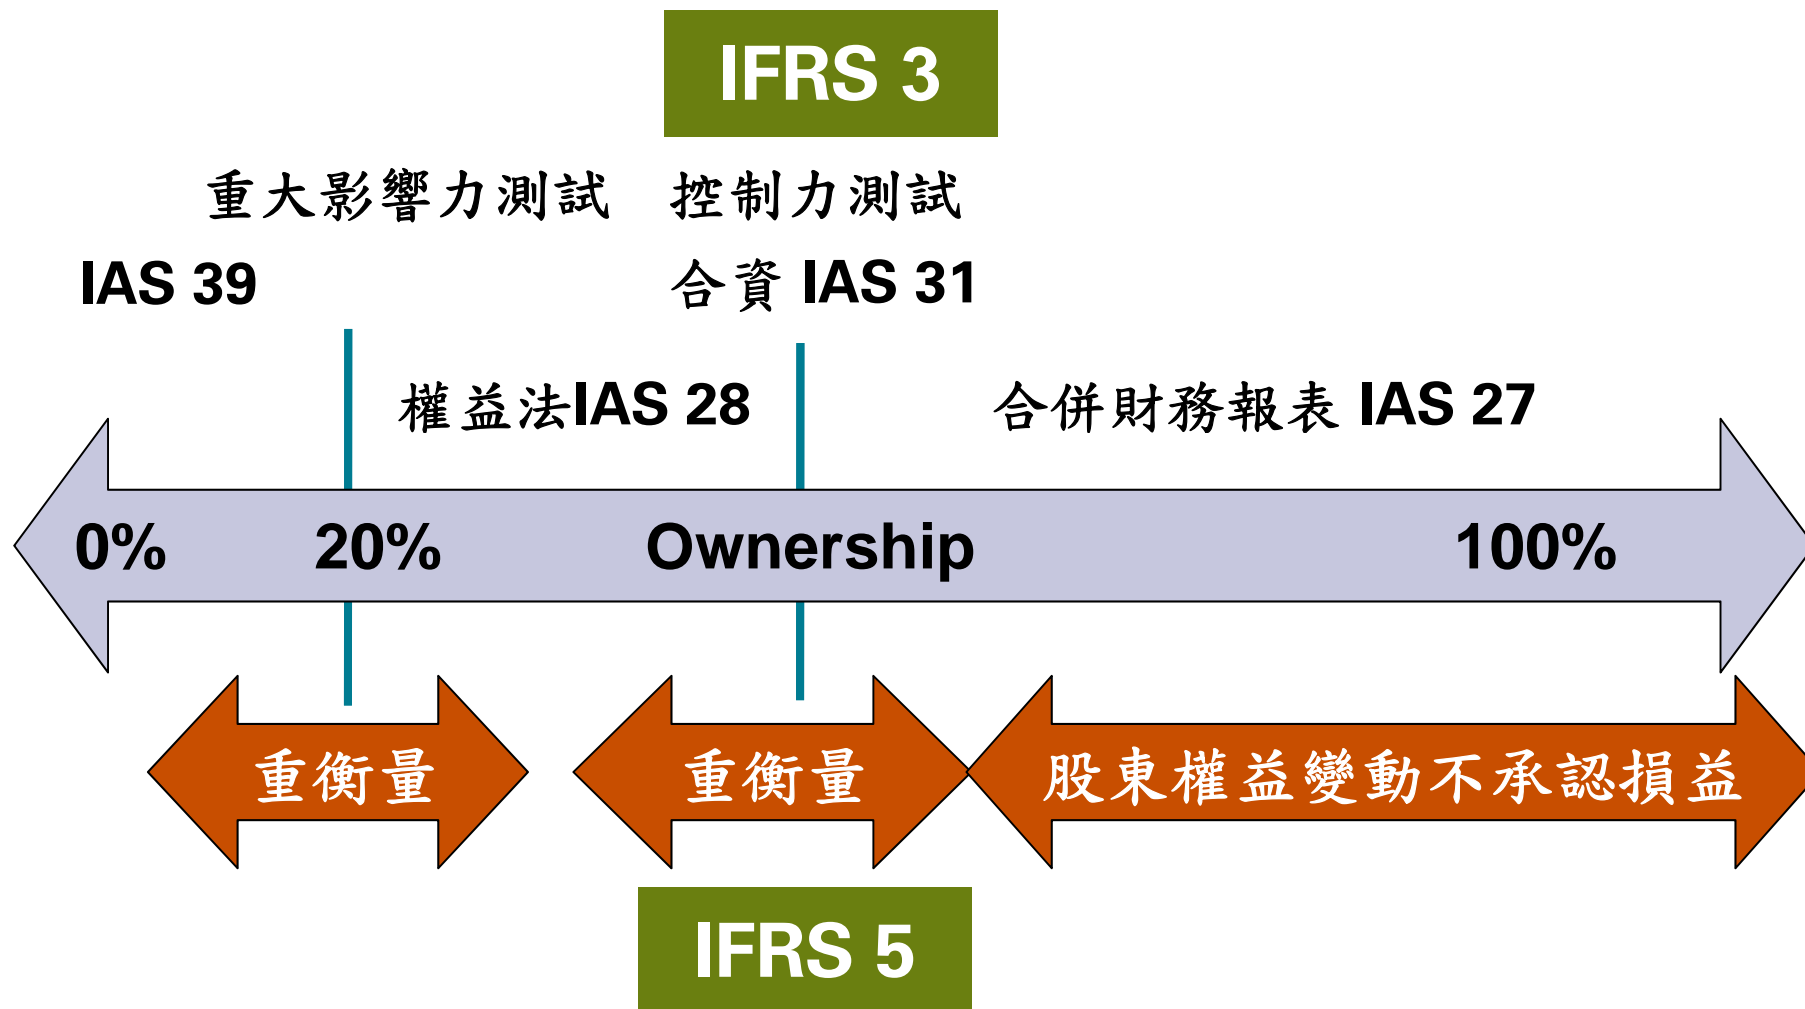 IFRS 3
重大影響力測試 控制力測試
IAS 39 合資 IAS 31
權益法IAS 28 合併財務報表 IAS 27
0% 20% Ownership 100%
重衡量 重衡量 股東權益變動不承認損益
IFRS 5